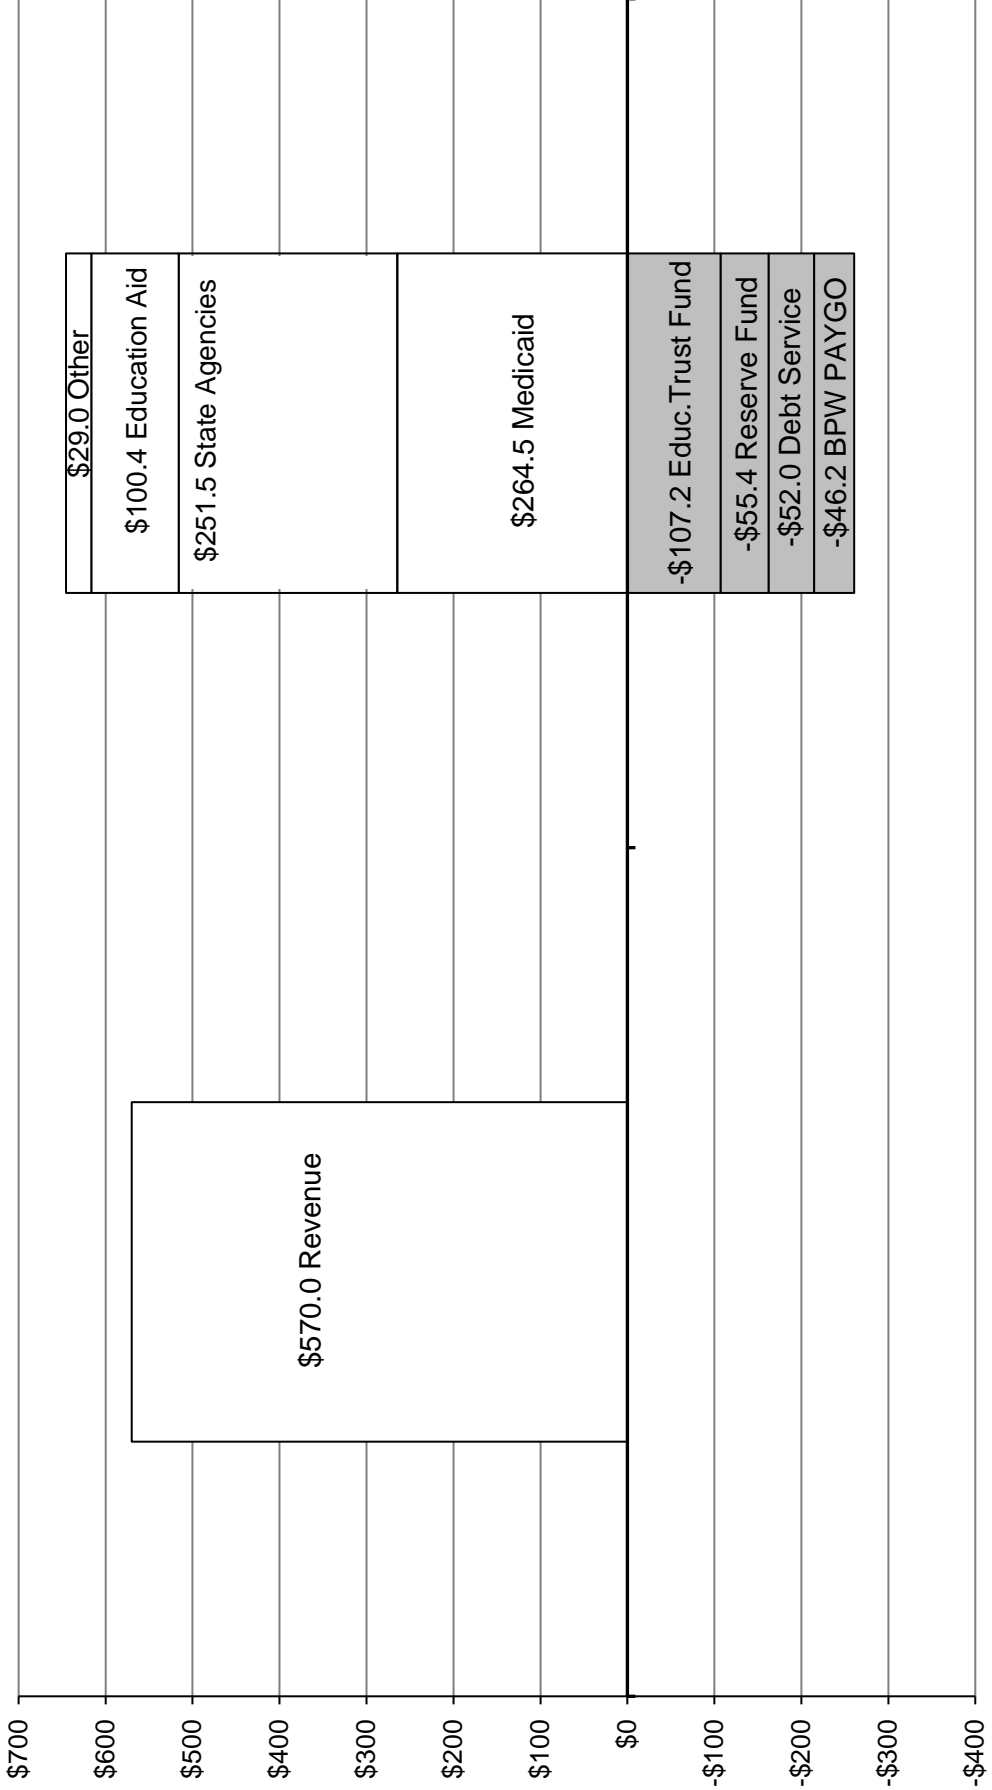 $700
$600
$500
$400
$300
$200
$100
$0
-$100
-$200
-$300
-$400
$570.0 Revenue
$29.0 Other
$100.4 Education Aid
$251.5 State Agencies
$264.5 Medicaid
-$107.2 Educ.Trust Fund
-$55.4 Reserve Fund
-$52.0 Debt Service
-$46.2 BPW PAYGO